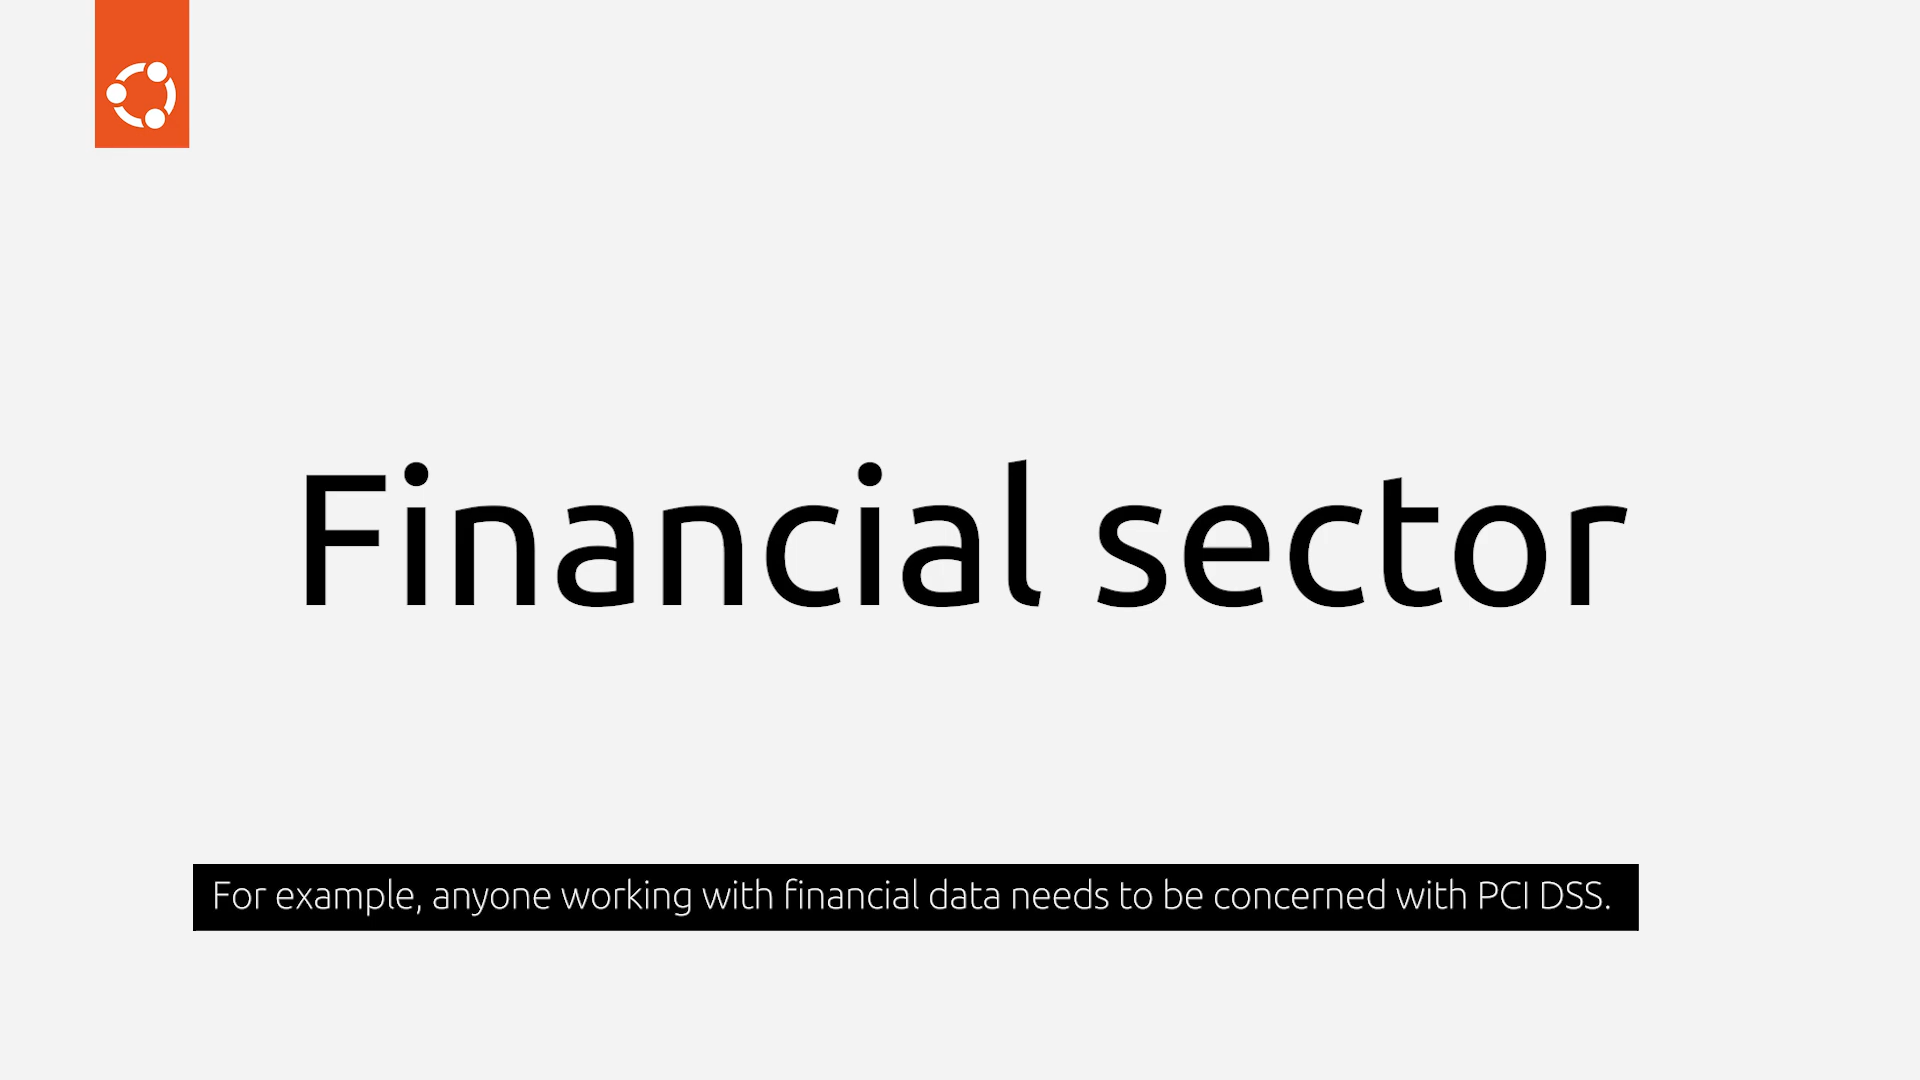 Financial sector
For example, anyone working with financial data needs to be concerned with PCI DSS.